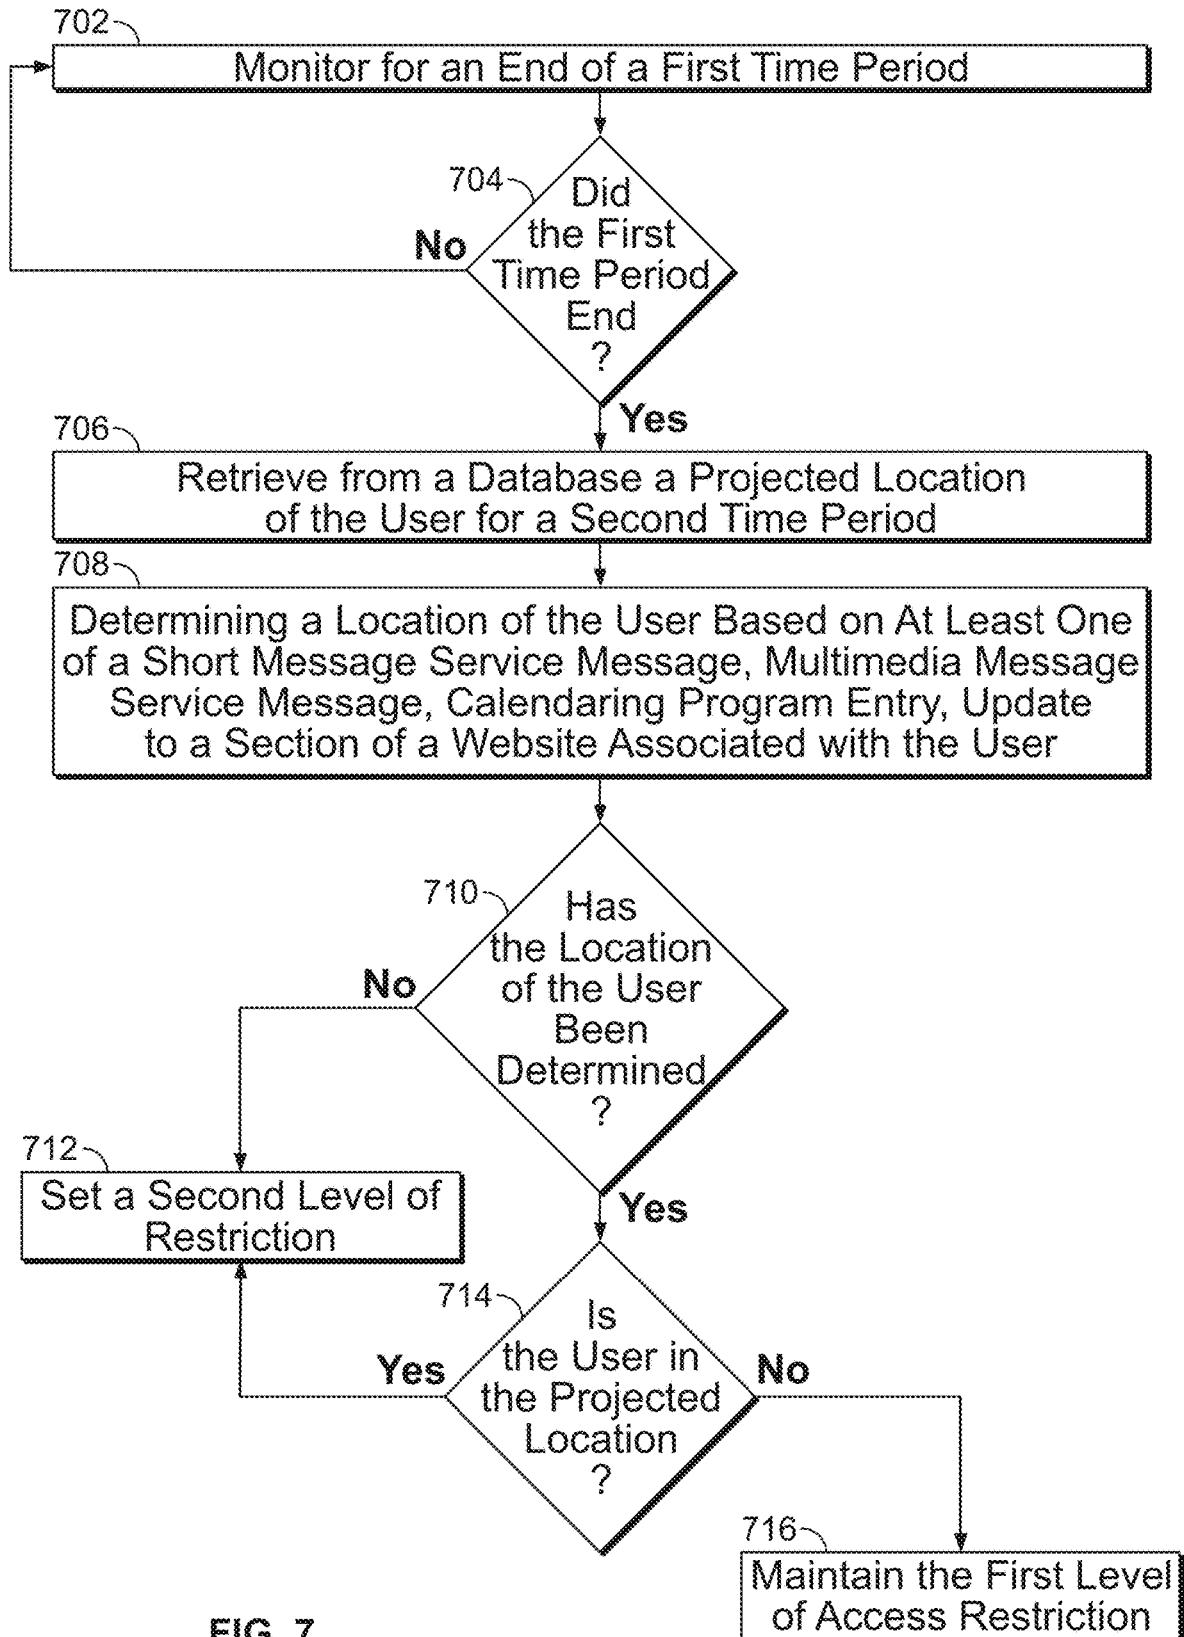 702
Monitor for an End of a First Time Period
704
Did
the First
Time Period
End
?
No
Yes
706
Retrieve from a Database a Projected Location
of the User for a Second Time Period
708
Determining a Location of the User Based on At Least One
of a Short Message Service Message, Multimedia Message
Service Message, Calendaring Program Entry, Update
to a Section of a Website Associated with the User
710
Has
the Location
of the User
Been
Determined
?
No
Yes
712
Set a Second Level of
Restriction
714
Is
the User in
the Projected
Location
?
Yes
No
716
Maintain the First Level
of Access Restriction
FIG. 7